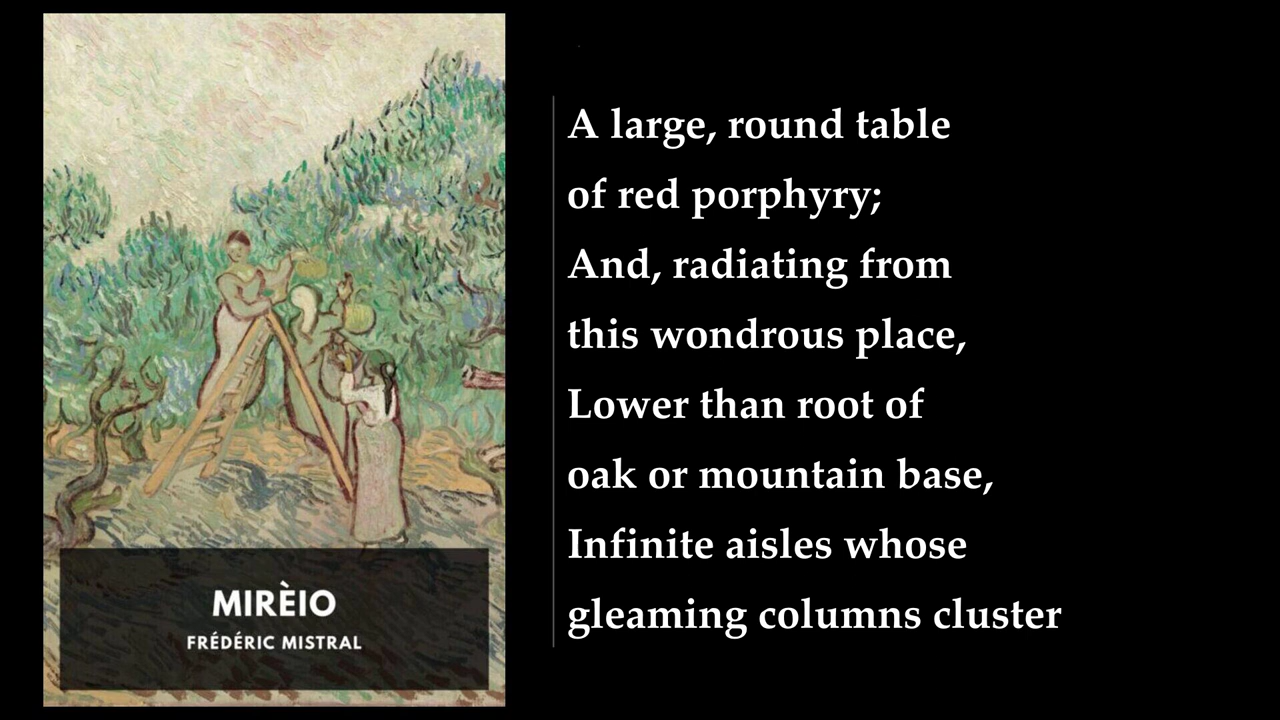 MIRÈIO
FRÉDÉRIC MISTRAL
A large, round table
of red porphyry;
And, radiating from
this wondrous place,
Lower than root of
oak or mountain base,
Infinite aisles whose
gleaming columns cluster